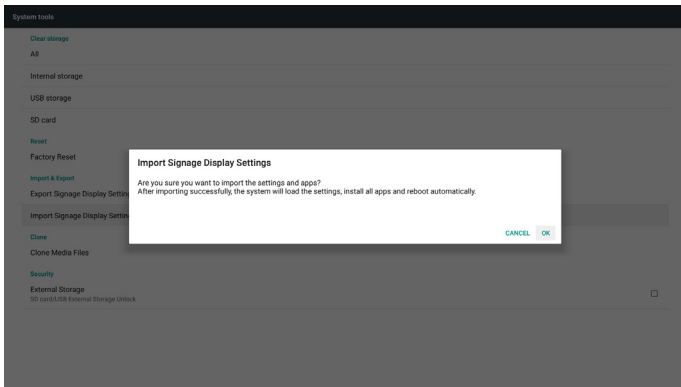 System tools
Clear storage
All
Internal storage
USB storage
SD card
Reset
Factory Reset
Import & Export
Export Signage Display Setting
Import Signage Display Settin
Clone
Clone Media Files
Security
External Storage
SD card/USB External Storage Unlock
Import Signage Display Settings
Are you sure you want to import the settings and apps?
After importing successfully, the system will load the settings, install all apps and reboot automatically.
CANCEL OK